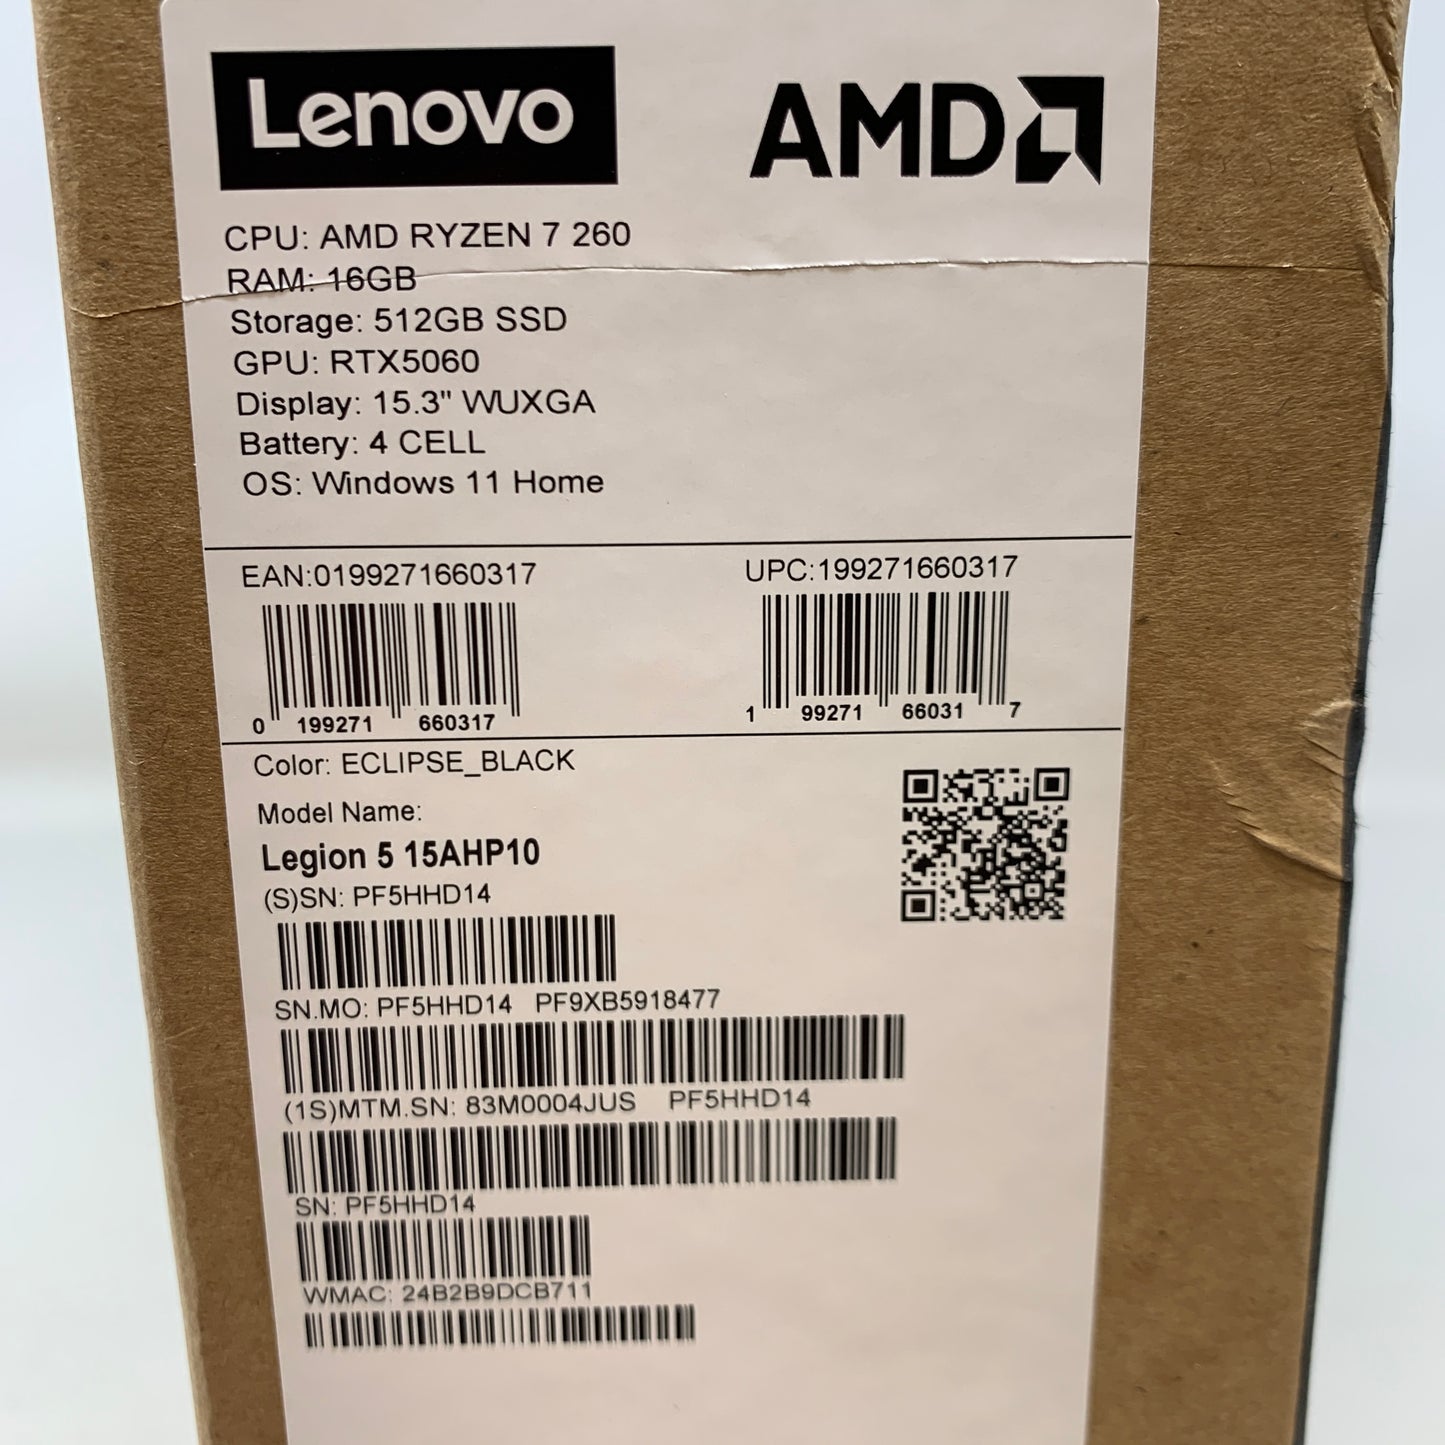 Lenovo
AMD
CPU: AMD RYZEN 7 260
RAM: 16GB
Storage: 512GB SSD
GPU: RTX5060
Display: 15.3" WUXGA
Battery: 4 CELL
OS: Windows 11 Home
EAN:0199271660317
UPC:199271660317
0 199271 660317
1 99271 66031 7
Color: ECLIPSE_BLACK
Model Name:
Legion 5 15AHP10
(S)SN: PF5HHD14
SN.MO: PF5HHD14 PF9XB5918477
(1S)MTM.SN: 83M0004JUS PF5HHD14
SN: PF5HHD14
WMAC: 24B2B9DCB711